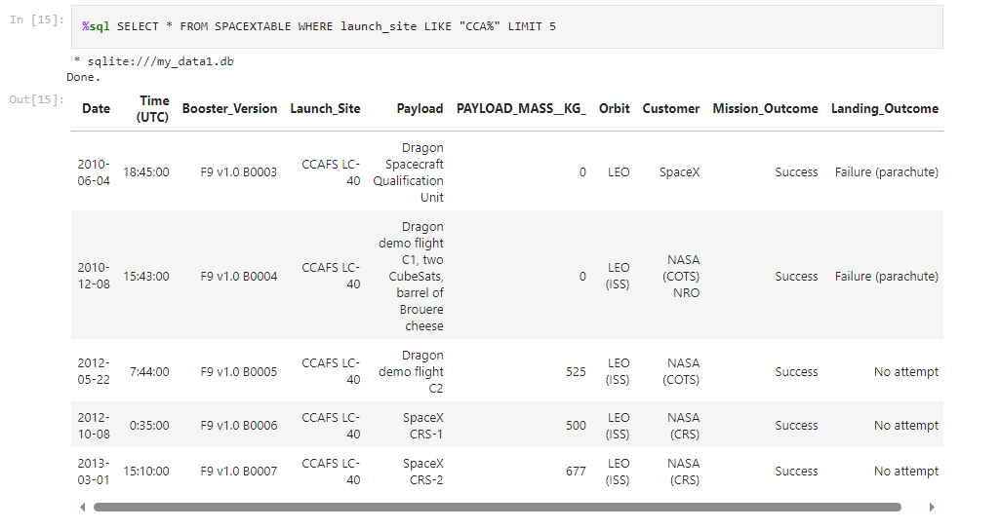 In [15]: %sql SELECT * FROM SPACEXTABLE WHERE launch_site LIKE "CCA%" LIMIT 5
* sqlite:///my_data1.db
Done.
Out[15]:
Date Time (UTC) Booster_Version Launch_Site Payload PAYLOAD_MASS__KG_ Orbit Customer Mission_Outcome Landing_Outcome
2010-06-04 18:45:00 F9 v1.0 B0003 CCAFS LC-40 Dragon Spacecraft Qualification Unit 0 LEO SpaceX Success Failure (parachute)
2010-12-08 15:43:00 F9 v1.0 B0004 CCAFS LC-40 Dragon demo flight C1, two CubeSats, barrel of Brouere cheese 0 LEO (ISS) NASA (COTS) NRO Success Failure (parachute)
2012-05-22 7:44:00 F9 v1.0 B0005 CCAFS LC-40 Dragon demo flight C2 525 LEO (ISS) NASA (COTS) Success No attempt
2012-10-08 0:35:00 F9 v1.0 B0006 CCAFS LC-40 SpaceX CRS-1 500 LEO (ISS) NASA (CRS) Success No attempt
2013-03-01 15:10:00 F9 v1.0 B0007 CCAFS LC-40 SpaceX CRS-2 677 LEO (ISS) NASA (CRS) Success No attempt